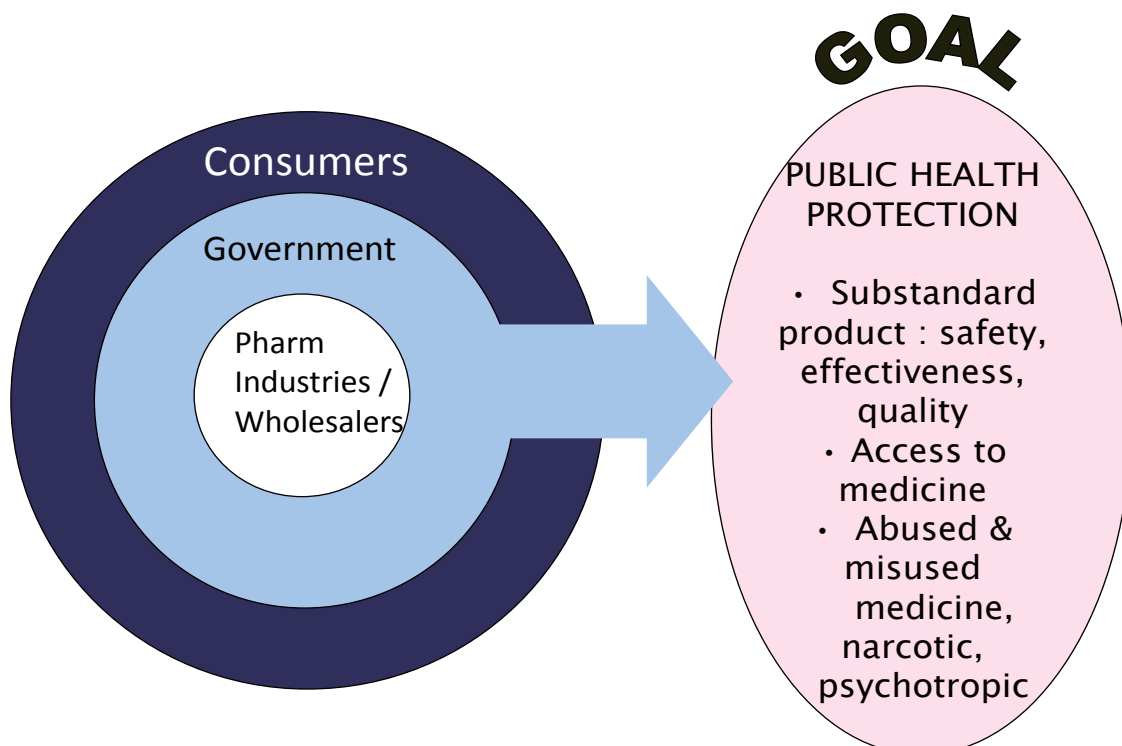 GOAL
Consumers
Government
Pharm
Industries /
Wholesalers
PUBLIC HEALTH
PROTECTION
• Substandard
product : safety,
effectiveness,
quality
• Access to
medicine
• Abused &
misused
medicine,
narcotic,
psychotropic